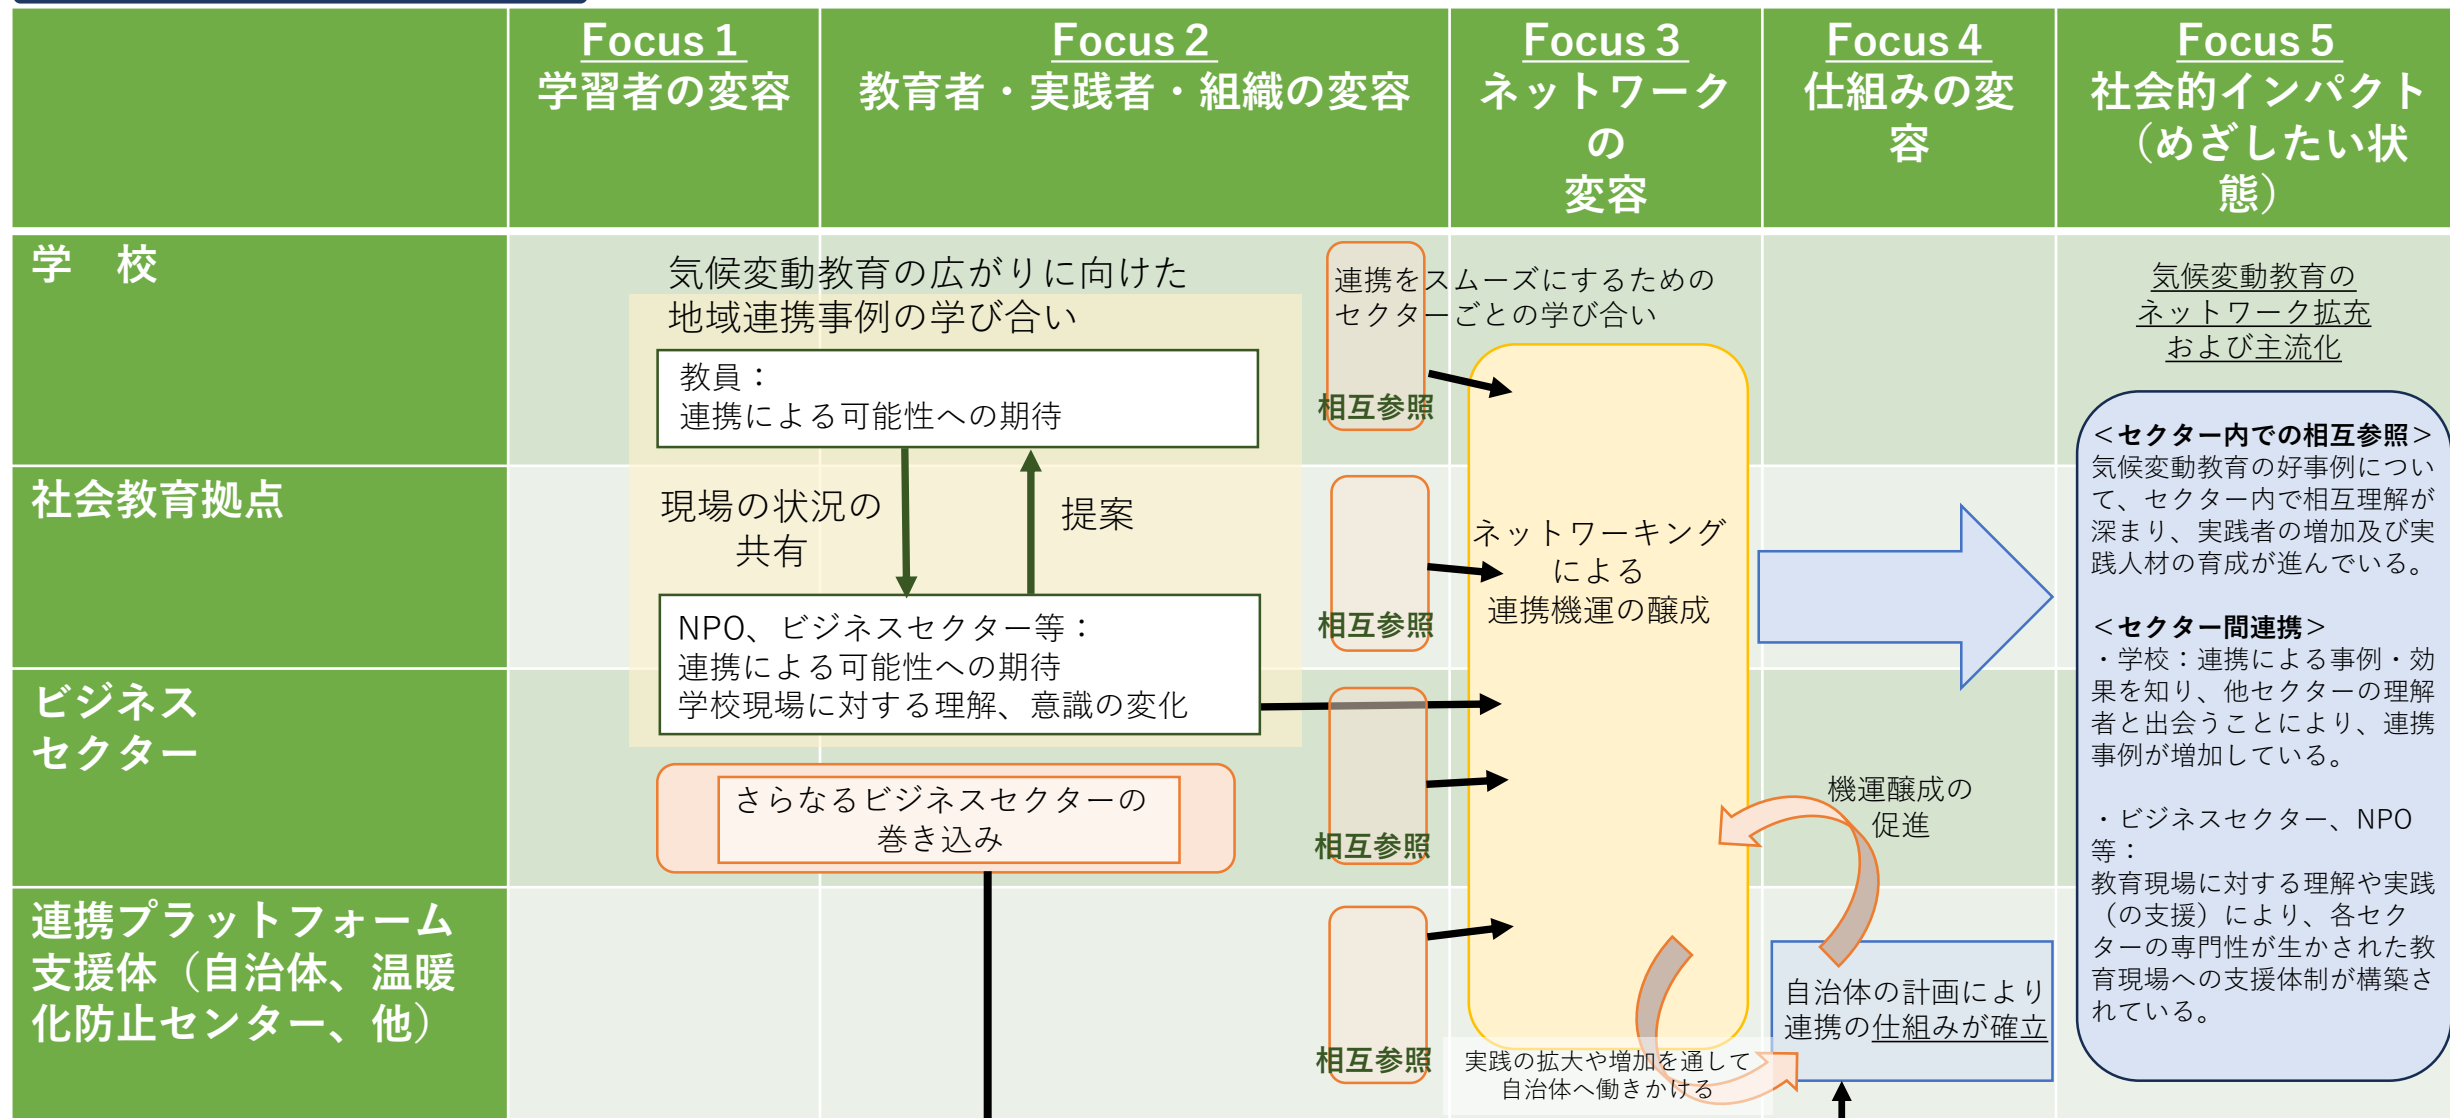 Focus 1
学習者の変容
Focus 2
教育者・実践者・組織の変容
Focus 3
ネットワーク
の
変容
Focus 4
仕組みの変
容
Focus 5
社会的インパクト
（めざしたい状
態）
学　校
気候変動教育の広がりに向けた
地域連携事例の学び合い
教員：
連携による可能性への期待
連携をスムーズにするための
セクターごとの学び合い
相互参照
気候変動教育の
ネットワーク拡充
および主流化
社会教育拠点
現場の状況の
共有
提案
NPO、ビジネスセクター等：
連携による可能性への期待
学校現場に対する理解、意識の変化
相互参照
ネットワーキング
による
連携機運の醸成
ビジネス
セクター
さらなるビジネスセクターの
巻き込み
相互参照
機運醸成の
促進
連携プラットフォーム
支援体（自治体、温暖
化防止センター、他）
相互参照
実践の拡大や増加を通して
自治体へ働きかける
自治体の計画により
連携の仕組みが確立
＜セクター内での相互参照＞
気候変動教育の好事例につい
て、セクター内で相互理解が
深まり、実践者の増加及び実
践人材の育成が進んでいる。
＜セクター間連携＞
・学校：連携による事例・効
果を知り、他セクターの理解
者と出会うことにより、連携
事例が増加している。
・ビジネスセクター、NPO
等：
教育現場に対する理解や実践
（の支援）により、各セク
ターの専門性が生かされた教
育現場への支援体制が構築さ
れている。